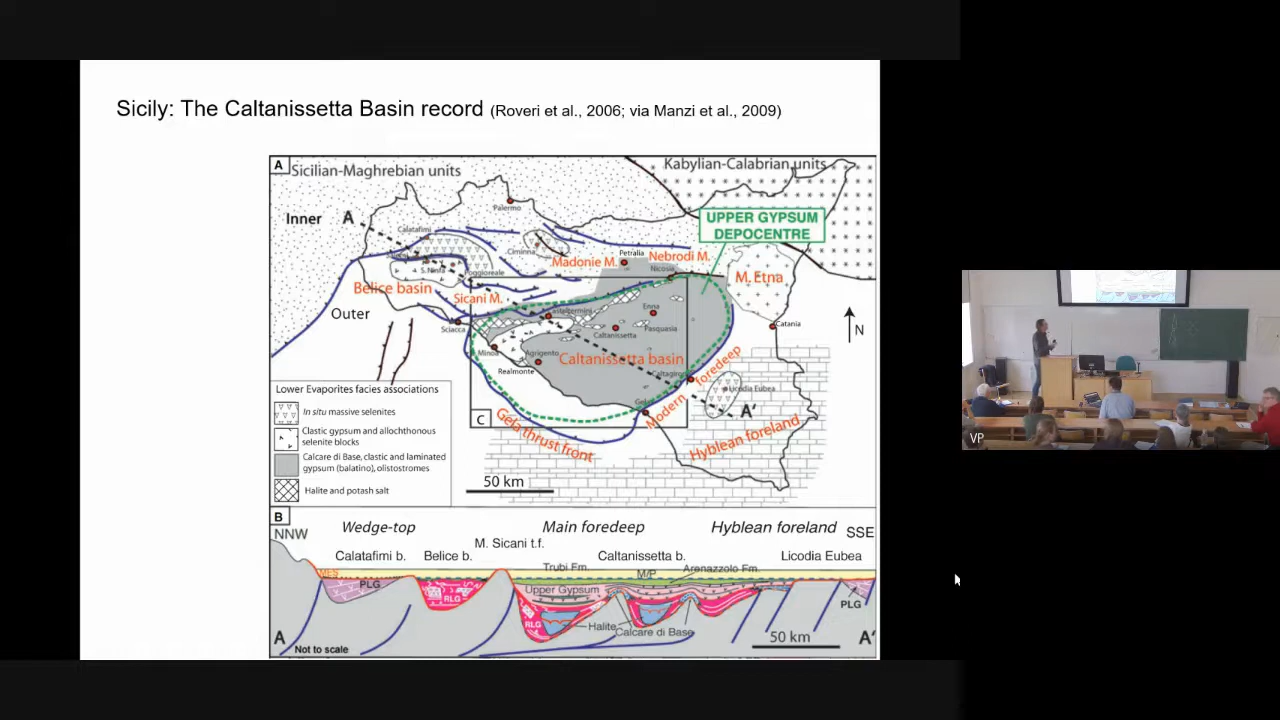 Sicily: The Caltanissetta Basin record (Roveri et al., 2006; via Manzi et al., 2009)
A
Sicilian-Maghrebian units
Kabylian-Calabrian units
Inner
A
Palermo
UPPER GYPSUM
DEPOCENTRE
Calatafimi
Ciminna
Petralia
Nebrodi M.
Madonie M.
Nicosia
S. Ninfa
Poggioreale
M. Etna
Belice basin
Sicani M.
Outer
Enna
N
Sciacca
Caltanissetta
Pasquasia
Catania
Minoa
Agrigento
Caltanissetta basin
Realmonte
Modern foredeep
Licodia Eubea
Lower Evaporites facies associations
Gela
A'
In situ massive selenites
C
Gela thrust front
Hyblean foreland
Clastic gypsum and allochthonous
selenite blocks
Calcare di Base, clastic and laminated
gypsum (balatino), olistostromes
Halite and potash salt
50 km
B
NNW
Wedge-top
Main foredeep
Hyblean foreland
SSE
M. Sicani t.f.
Calatafimi b.
Belice b.
Caltanissetta b.
Licodia Eubea
Trubi Fm.
M/P
Arenazzolo Fm.
MES
PLG
RLG
Upper Gypsum
PLG
RLG
Halite
Calcare di Base
A
50 km
A'
Not to scale
VP